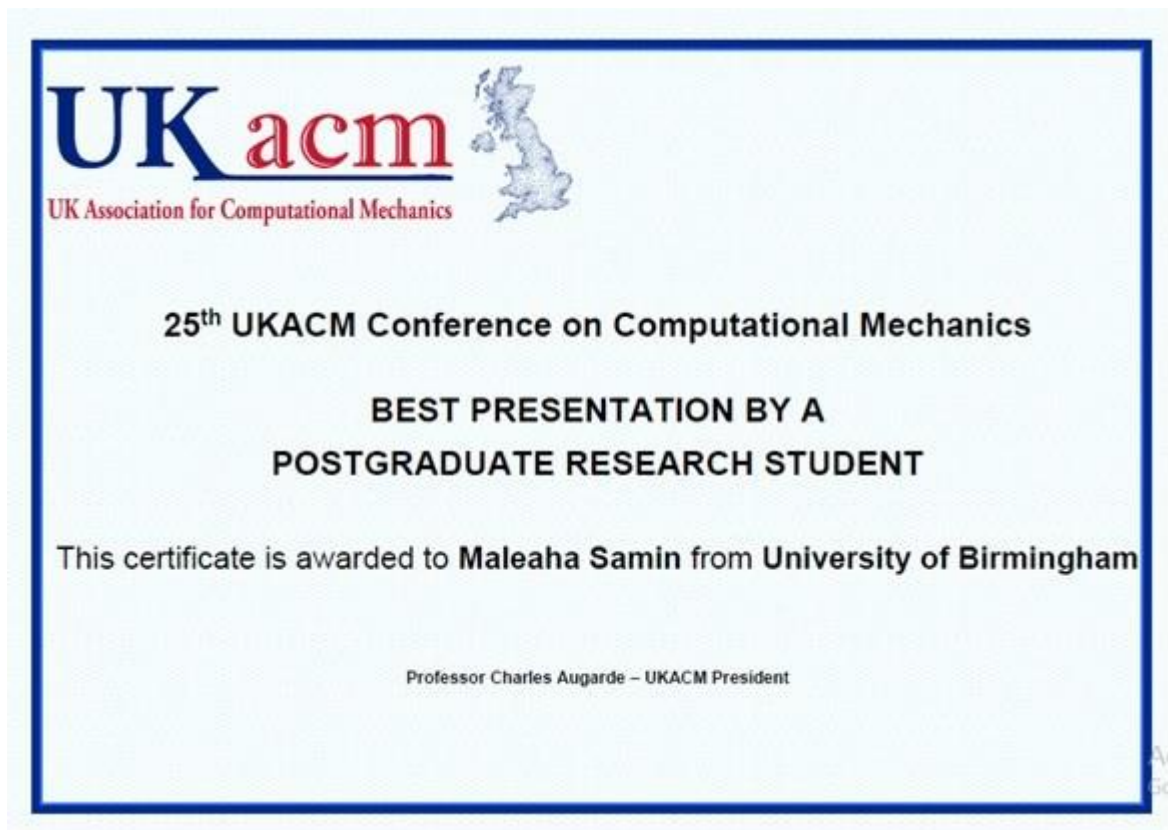 UK acm
UK Association for Computational Mechanics
25th UKACM Conference on Computational Mechanics
BEST PRESENTATION BY A
POSTGRADUATE RESEARCH STUDENT
This certificate is awarded to Maleaha Samin from University of Birmingham
Professor Charles Augarde – UKACM President